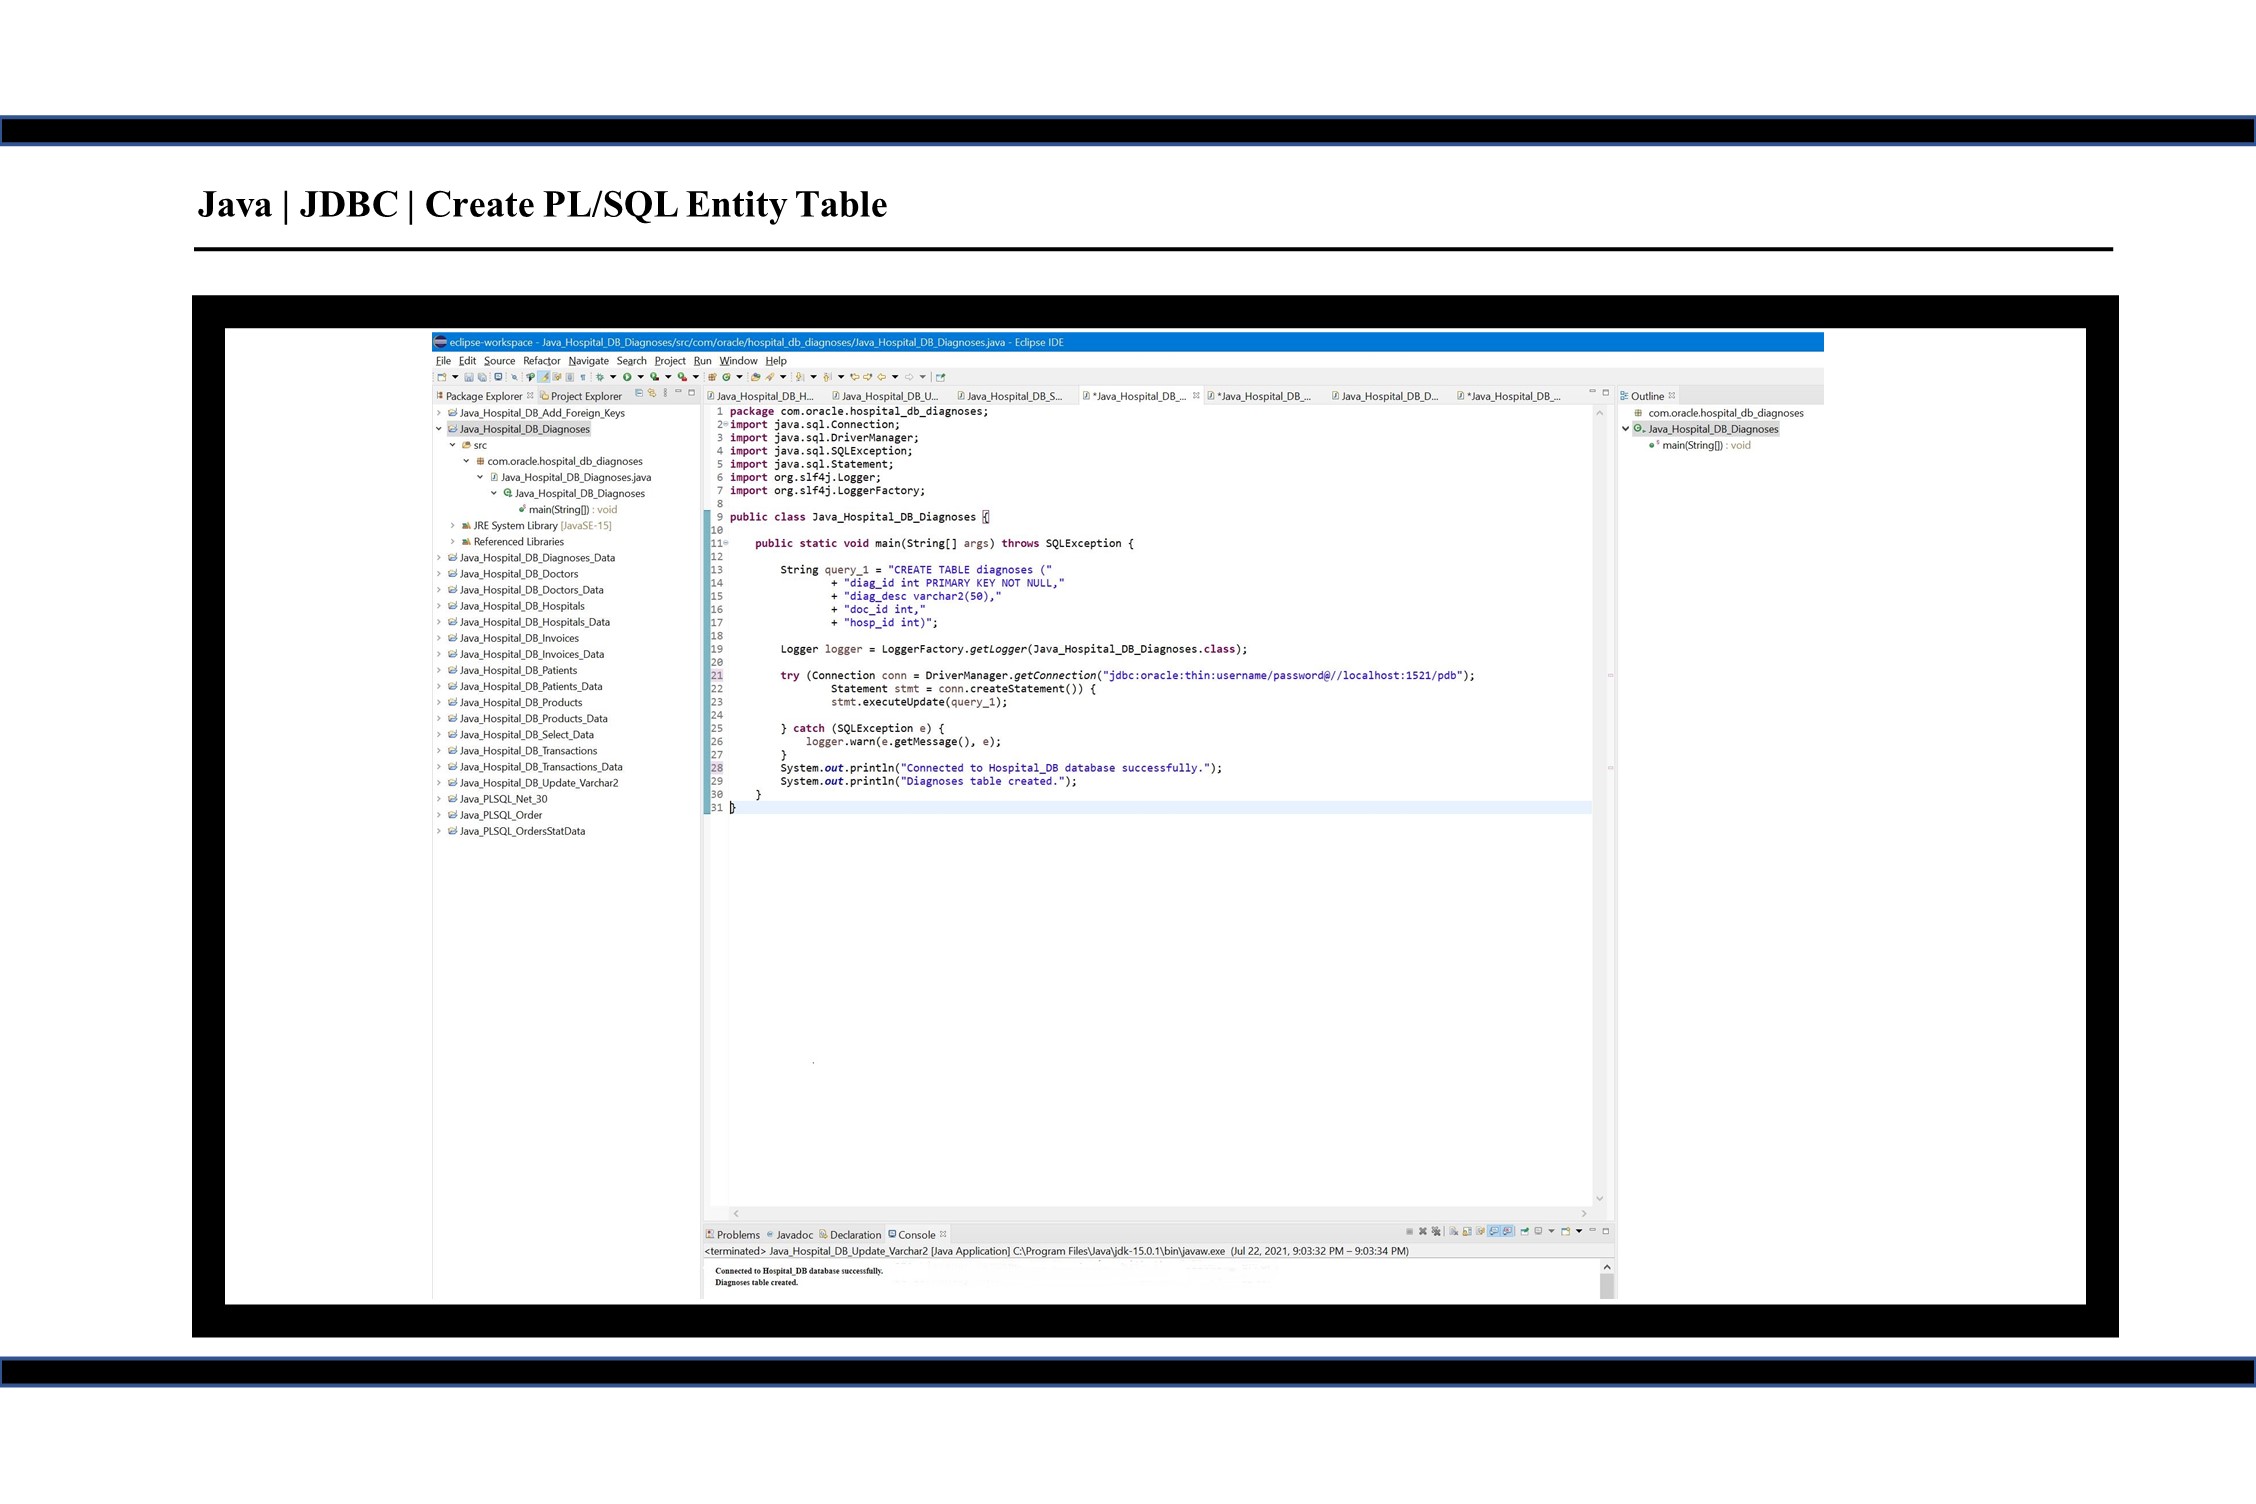 Java | JDBC | Create PL/SQL Entity Table
eclipse-workspace - Java_Hospital_DB_Diagnoses/src/com/oracle/hospital_db_diagnoses/Java_Hospital_DB_Diagnoses.java - Eclipse IDE
File Edit Source Refactor Navigate Search Project Run Window Help
Package Explorer Project Explorer
Java_Hospital_DB_Add_Foreign_Keys
Java_Hospital_DB_Diagnoses
src
com.oracle.hospital_db_diagnoses
Java_Hospital_DB_Diagnoses.java
Java_Hospital_DB_Diagnoses
main(String[]) : void
JRE System Library [JavaSE-15]
Referenced Libraries
Java_Hospital_DB_Diagnoses_Data
Java_Hospital_DB_Doctors
Java_Hospital_DB_Doctors_Data
Java_Hospital_DB_Hospitals
Java_Hospital_DB_Hospitals_Data
Java_Hospital_DB_Invoices
Java_Hospital_DB_Invoices_Data
Java_Hospital_DB_Patients
Java_Hospital_DB_Patients_Data
Java_Hospital_DB_Products
Java_Hospital_DB_Products_Data
Java_Hospital_DB_Select_Data
Java_Hospital_DB_Transactions
Java_Hospital_DB_Transactions_Data
Java_Hospital_DB_Update_Varchar2
Java_PLSQL_Net_30
Java_PLSQL_Order
Java_PLSQL_OrdersStatData
Java_Hospital_DB_H... Java_Hospital_DB_U... Java_Hospital_DB_S... *Java_Hospital_DB_... *Java_Hospital_DB_... Java_Hospital_DB_D... *Java_Hospital_DB_...
1 package com.oracle.hospital_db_diagnoses;
2 import java.sql.Connection;
3 import java.sql.DriverManager;
4 import java.sql.SQLException;
5 import java.sql.Statement;
6 import org.slf4j.Logger;
7 import org.slf4j.LoggerFactory;
8
9 public class Java_Hospital_DB_Diagnoses {
10
11 public static void main(String[] args) throws SQLException {
12
13 String query_1 = "CREATE TABLE diagnoses ("
14 + "diag_id int PRIMARY KEY NOT NULL,"
15 + "diag_desc varchar2(50),"
16 + "doc_id int,"
17 + "hosp_id int)";
18
19 Logger logger = LoggerFactory.getLogger(Java_Hospital_DB_Diagnoses.class);
20
21 try (Connection conn = DriverManager.getConnection("jdbc:oracle:thin:username/password@//localhost:1521/pdb");
22 Statement stmt = conn.createStatement()) {
23 stmt.executeUpdate(query_1);
24
25 } catch (SQLException e) {
26 logger.warn(e.getMessage(), e);
27 }
28 System.out.println("Connected to Hospital_DB database successfully.");
29 System.out.println("Diagnoses table created.");
30 }
31 }
Outline
com.oracle.hospital_db_diagnoses
Java_Hospital_DB_Diagnoses
main(String[]) : void
Problems Javadoc Declaration Console
<terminated> Java_Hospital_DB_Update_Varchar2 [Java Application] C:\Program Files\Java\jdk-15.0.1\bin\javaw.exe (Jul 22, 2021, 9:03:32 PM – 9:03:34 PM)
Connected to Hospital_DB database successfully.
Diagnoses table created.